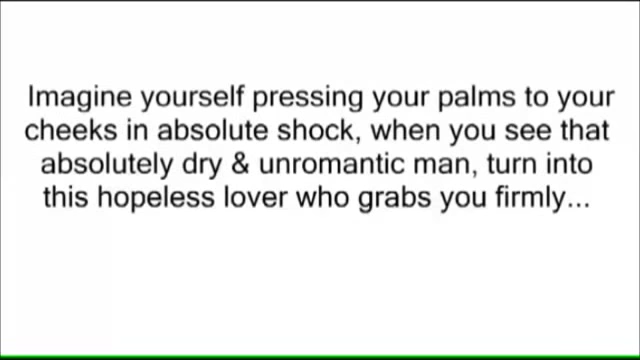 Imagine yourself pressing your palms to your
cheeks in absolute shock, when you see that
absolutely dry & unromantic man, turn into
this hopeless lover who grabs you firmly...